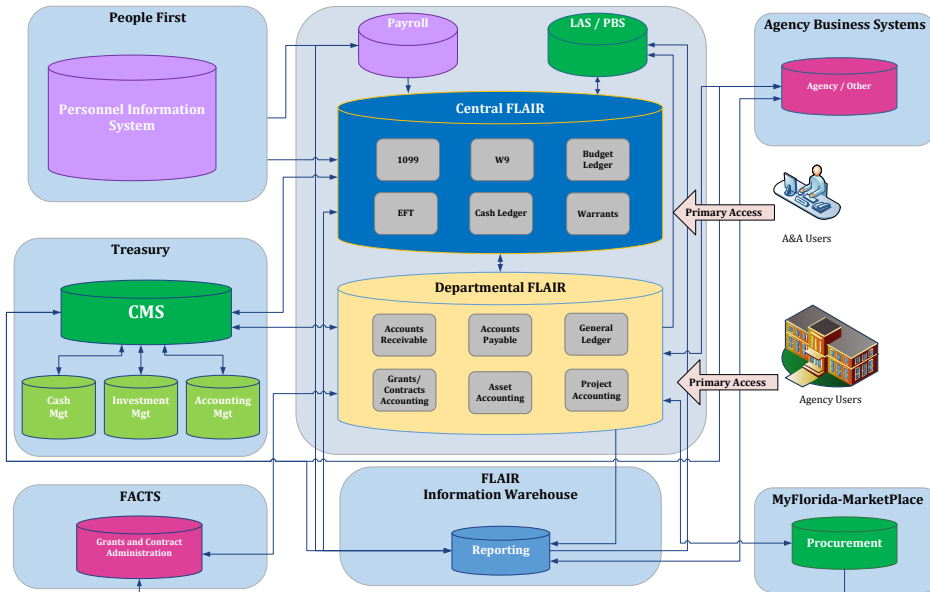 People First
Personnel Information
System
Payroll
LAS / PBS
Central FLAIR
1099
W9
Budget
Ledger
EFT
Cash Ledger
Warrants
Agency Business Systems
Agency / Other
Primary Access
A&A Users
Treasury
CMS
Cash
Mgt
Investment
Mgt
Accounting
Mgt
Departmental FLAIR
Accounts
Receivable
Accounts
Payable
General
Ledger
Grants/
Contracts
Accounting
Asset
Accounting
Project
Accounting
Primary Access
Agency Users
FACTS
Grants and Contract
Administration
FLAIR
Information Warehouse
Reporting
MyFlorida-MarketPlace
Procurement